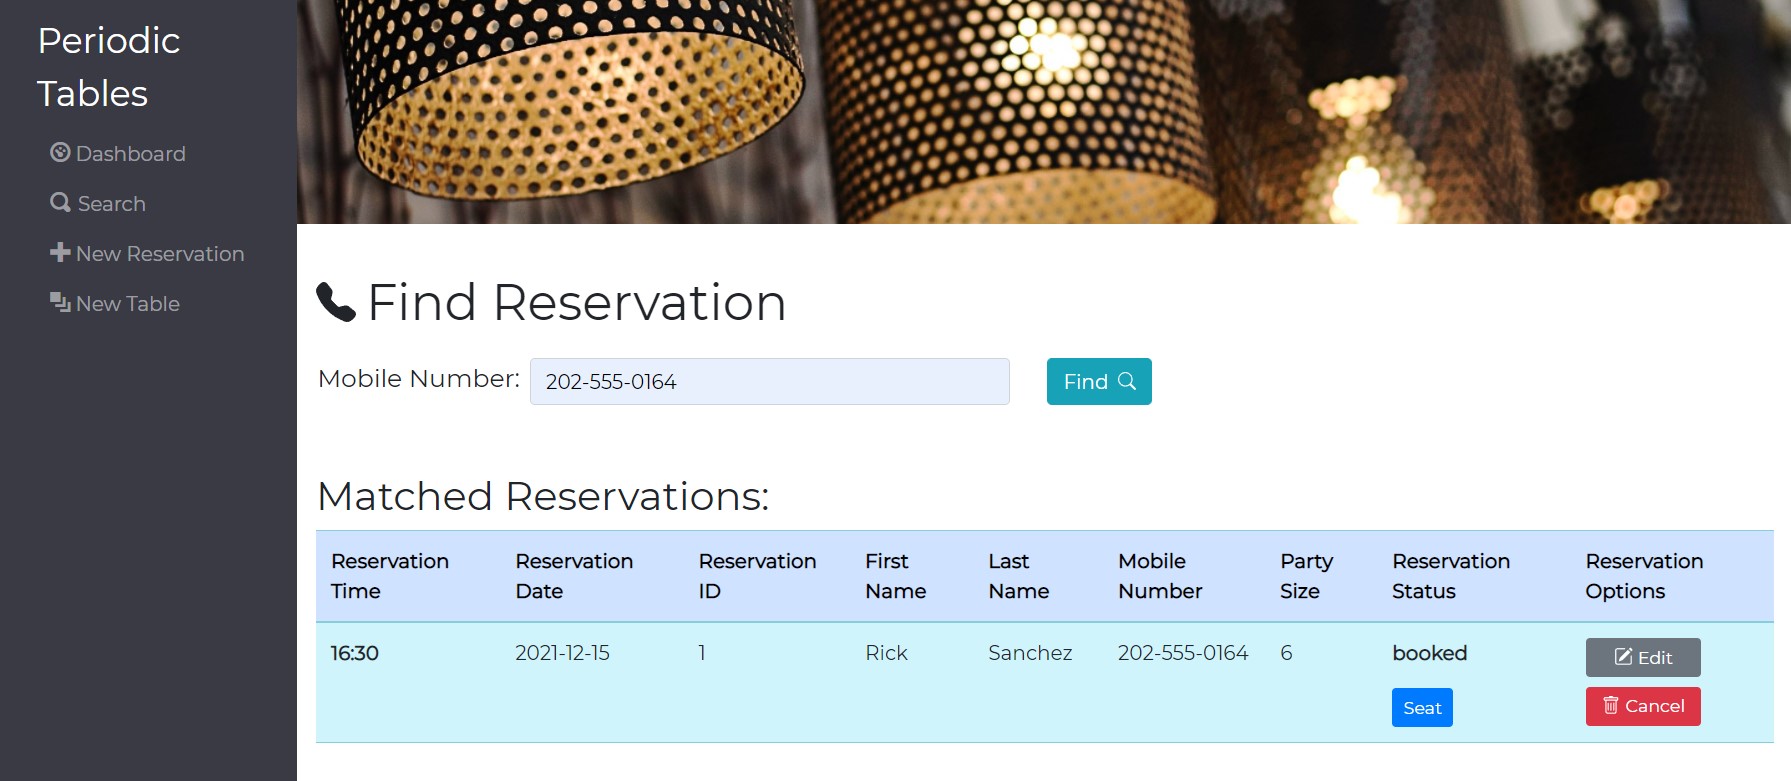 Periodic
Tables
Dashboard
Search
New Reservation
New Table
Find Reservation
Mobile Number: 202-555-0164 Find
Matched Reservations:
Reservation Time Reservation Date Reservation ID First Name Last Name Mobile Number Party Size Reservation Status Reservation Options
16:30 2021-12-15 1 Rick Sanchez 202-555-0164 6 booked Edit
Seat Cancel